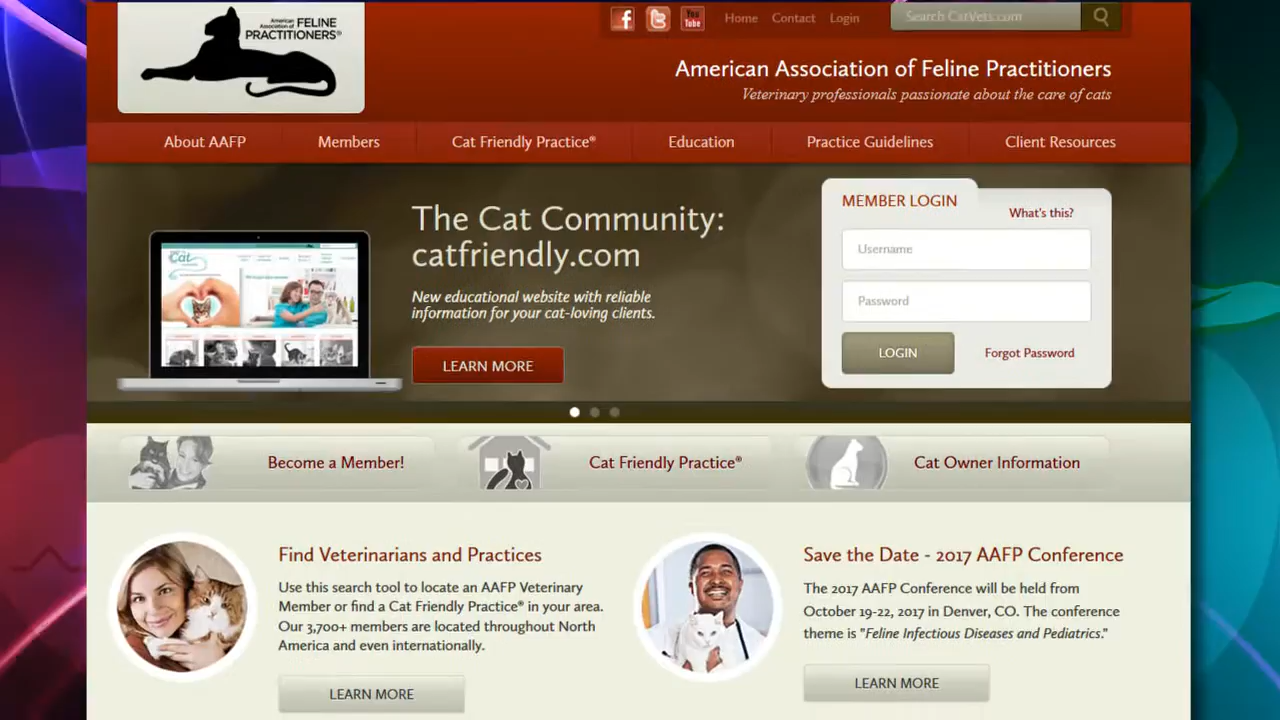 American
Association of FELINE
PRACTITIONERS®
f
t
You
Tube
Home
Contact
Login
Search CatVets.com
American Association of Feline Practitioners
Veterinary professionals passionate about the care of cats
About AAFP
Members
Cat Friendly Practice®
Education
Practice Guidelines
Client Resources
The Cat Community:
catfriendly.com
New educational website with reliable
information for your cat-loving clients.
LEARN MORE
MEMBER LOGIN
What's this?
Username
Password
LOGIN
Forgot Password
Cat
Become a Member!
Cat Friendly Practice®
Cat Owner Information
Find Veterinarians and Practices
Use this search tool to locate an AAFP Veterinary
Member or find a Cat Friendly Practice® in your area.
Our 3,700+ members are located throughout North
America and even internationally.
LEARN MORE
Save the Date - 2017 AAFP Conference
The 2017 AAFP Conference will be held from
October 19-22, 2017 in Denver, CO. The conference
theme is "Feline Infectious Diseases and Pediatrics."
LEARN MORE